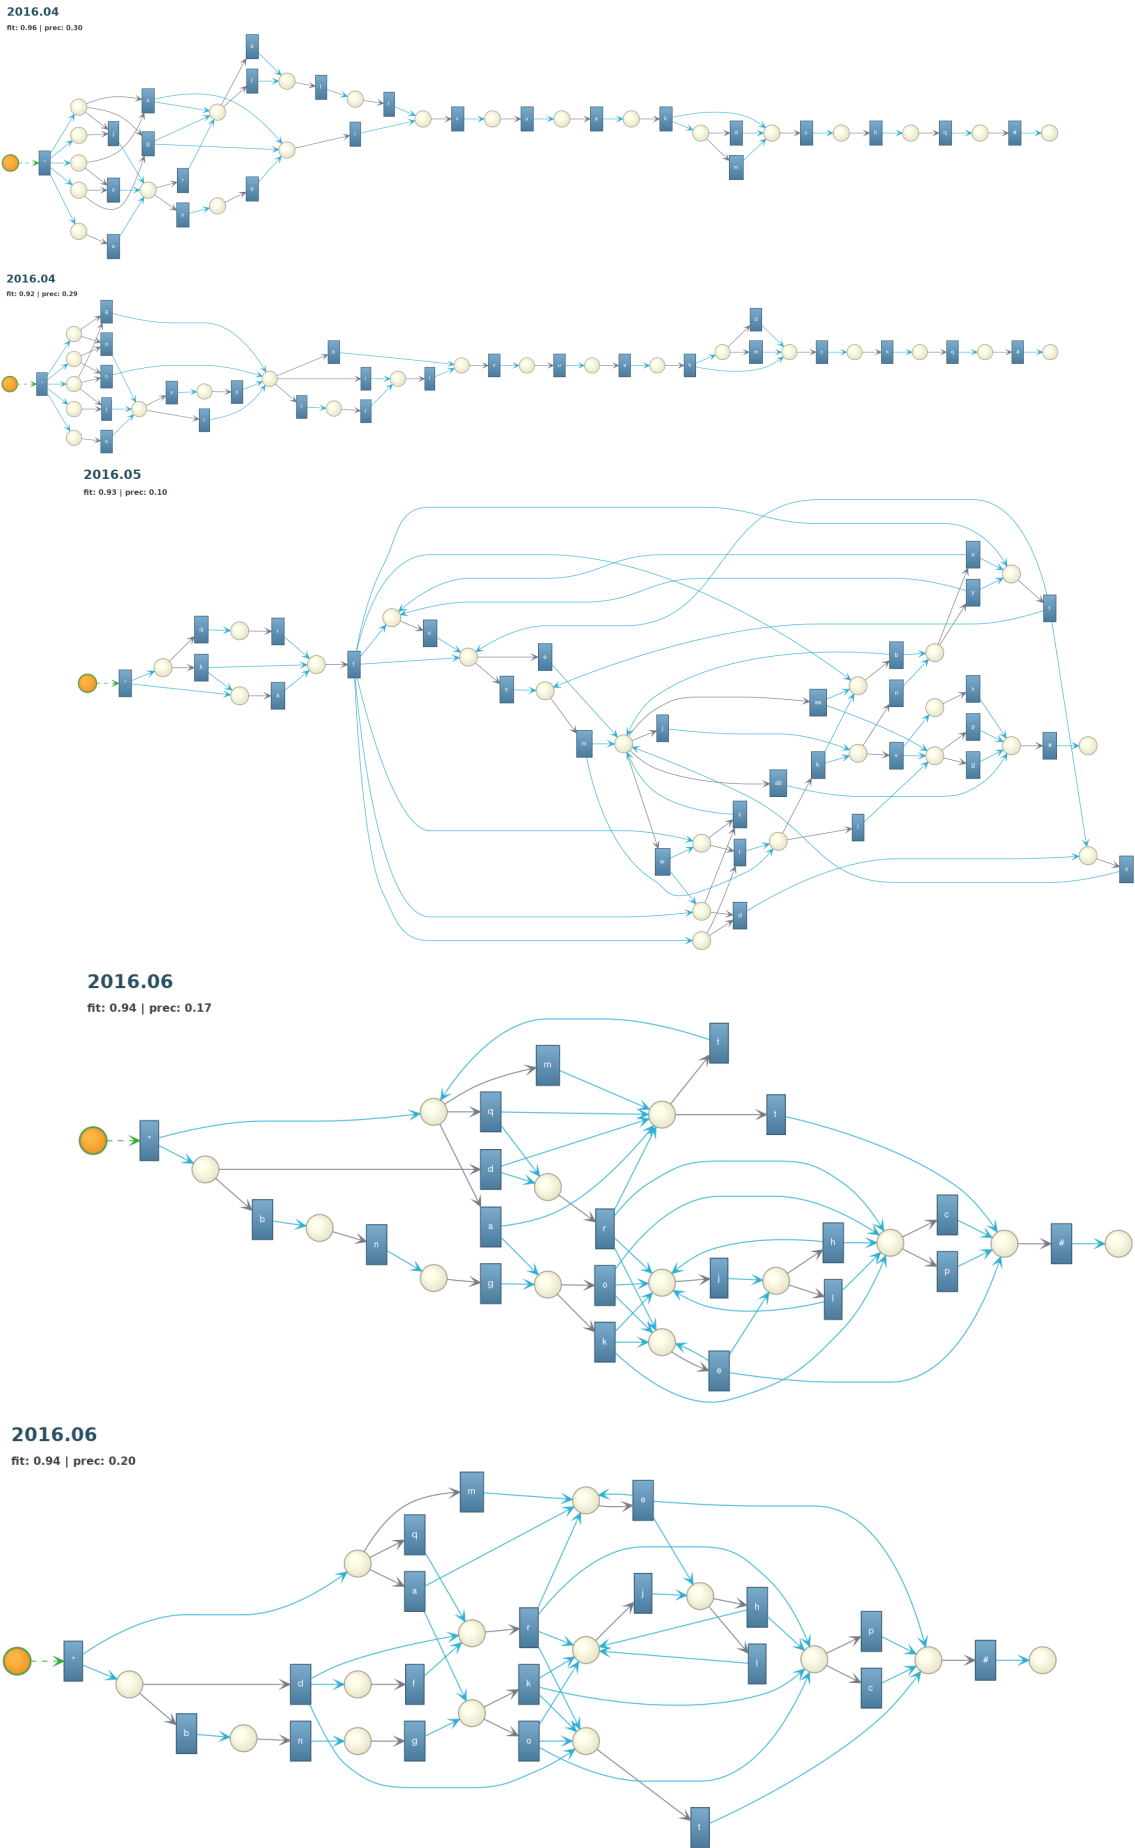 2016.04
fit: 0.96 | prec: 0.30
b
f
t
j
g
p
v
u
e
k
d
m
c
h
q
#
2016.04
fit: 0.92 | prec: 0.29
g
o
n
j
a
p
r
b
k
d
m
c
h
q
#
2016.05
fit: 0.93 | prec: 0.10
*
q
k
f
c
e
m
j
aa
ab
b
n
v
k
p
g
#
w
z
d
2016.06
fit: 0.94 | prec: 0.17
*
b
n
m
q
d
a
g
r
o
k
f
t
j
e
h
l
c
p
#
2016.06
fit: 0.94 | prec: 0.20
*
b
d
n
m
q
a
f
g
r
k
o
e
j
t
h
l
p
c
#